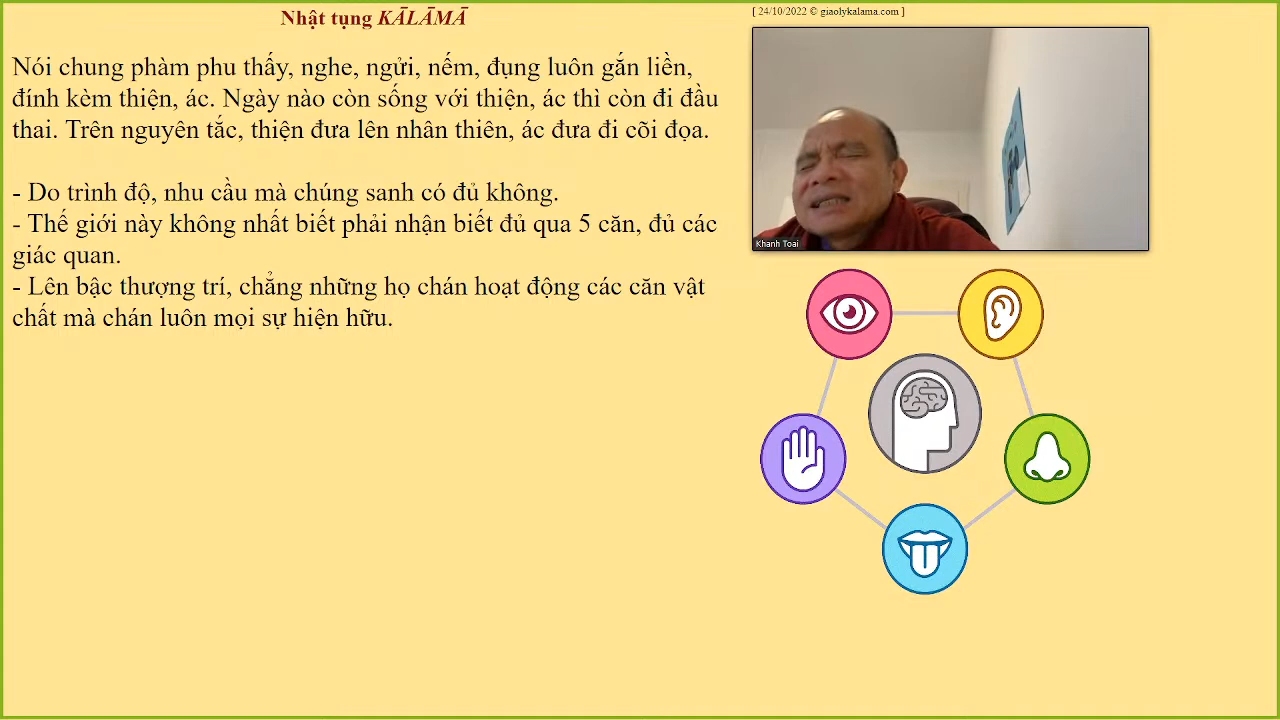 Nhật tụng KĀLĀMĀ
[ 24/10/2022 © giaolykalama.com ]
Nói chung phàm phu thấy, nghe, ngửi, nếm, đụng luôn gắn liền,
đính kèm thiện, ác. Ngày nào còn sống với thiện, ác thì còn đi đầu
thai. Trên nguyên tắc, thiện đưa lên nhân thiên, ác đưa đi cõi đọa.
- Do trình độ, nhu cầu mà chúng sanh có đủ không.
- Thế giới này không nhất biết phải nhận biết đủ qua 5 căn, đủ các
giác quan.
- Lên bậc thượng trí, chẳng những họ chán hoạt động các căn vật
chất mà chán luôn mọi sự hiện hữu.
Khanh Toai